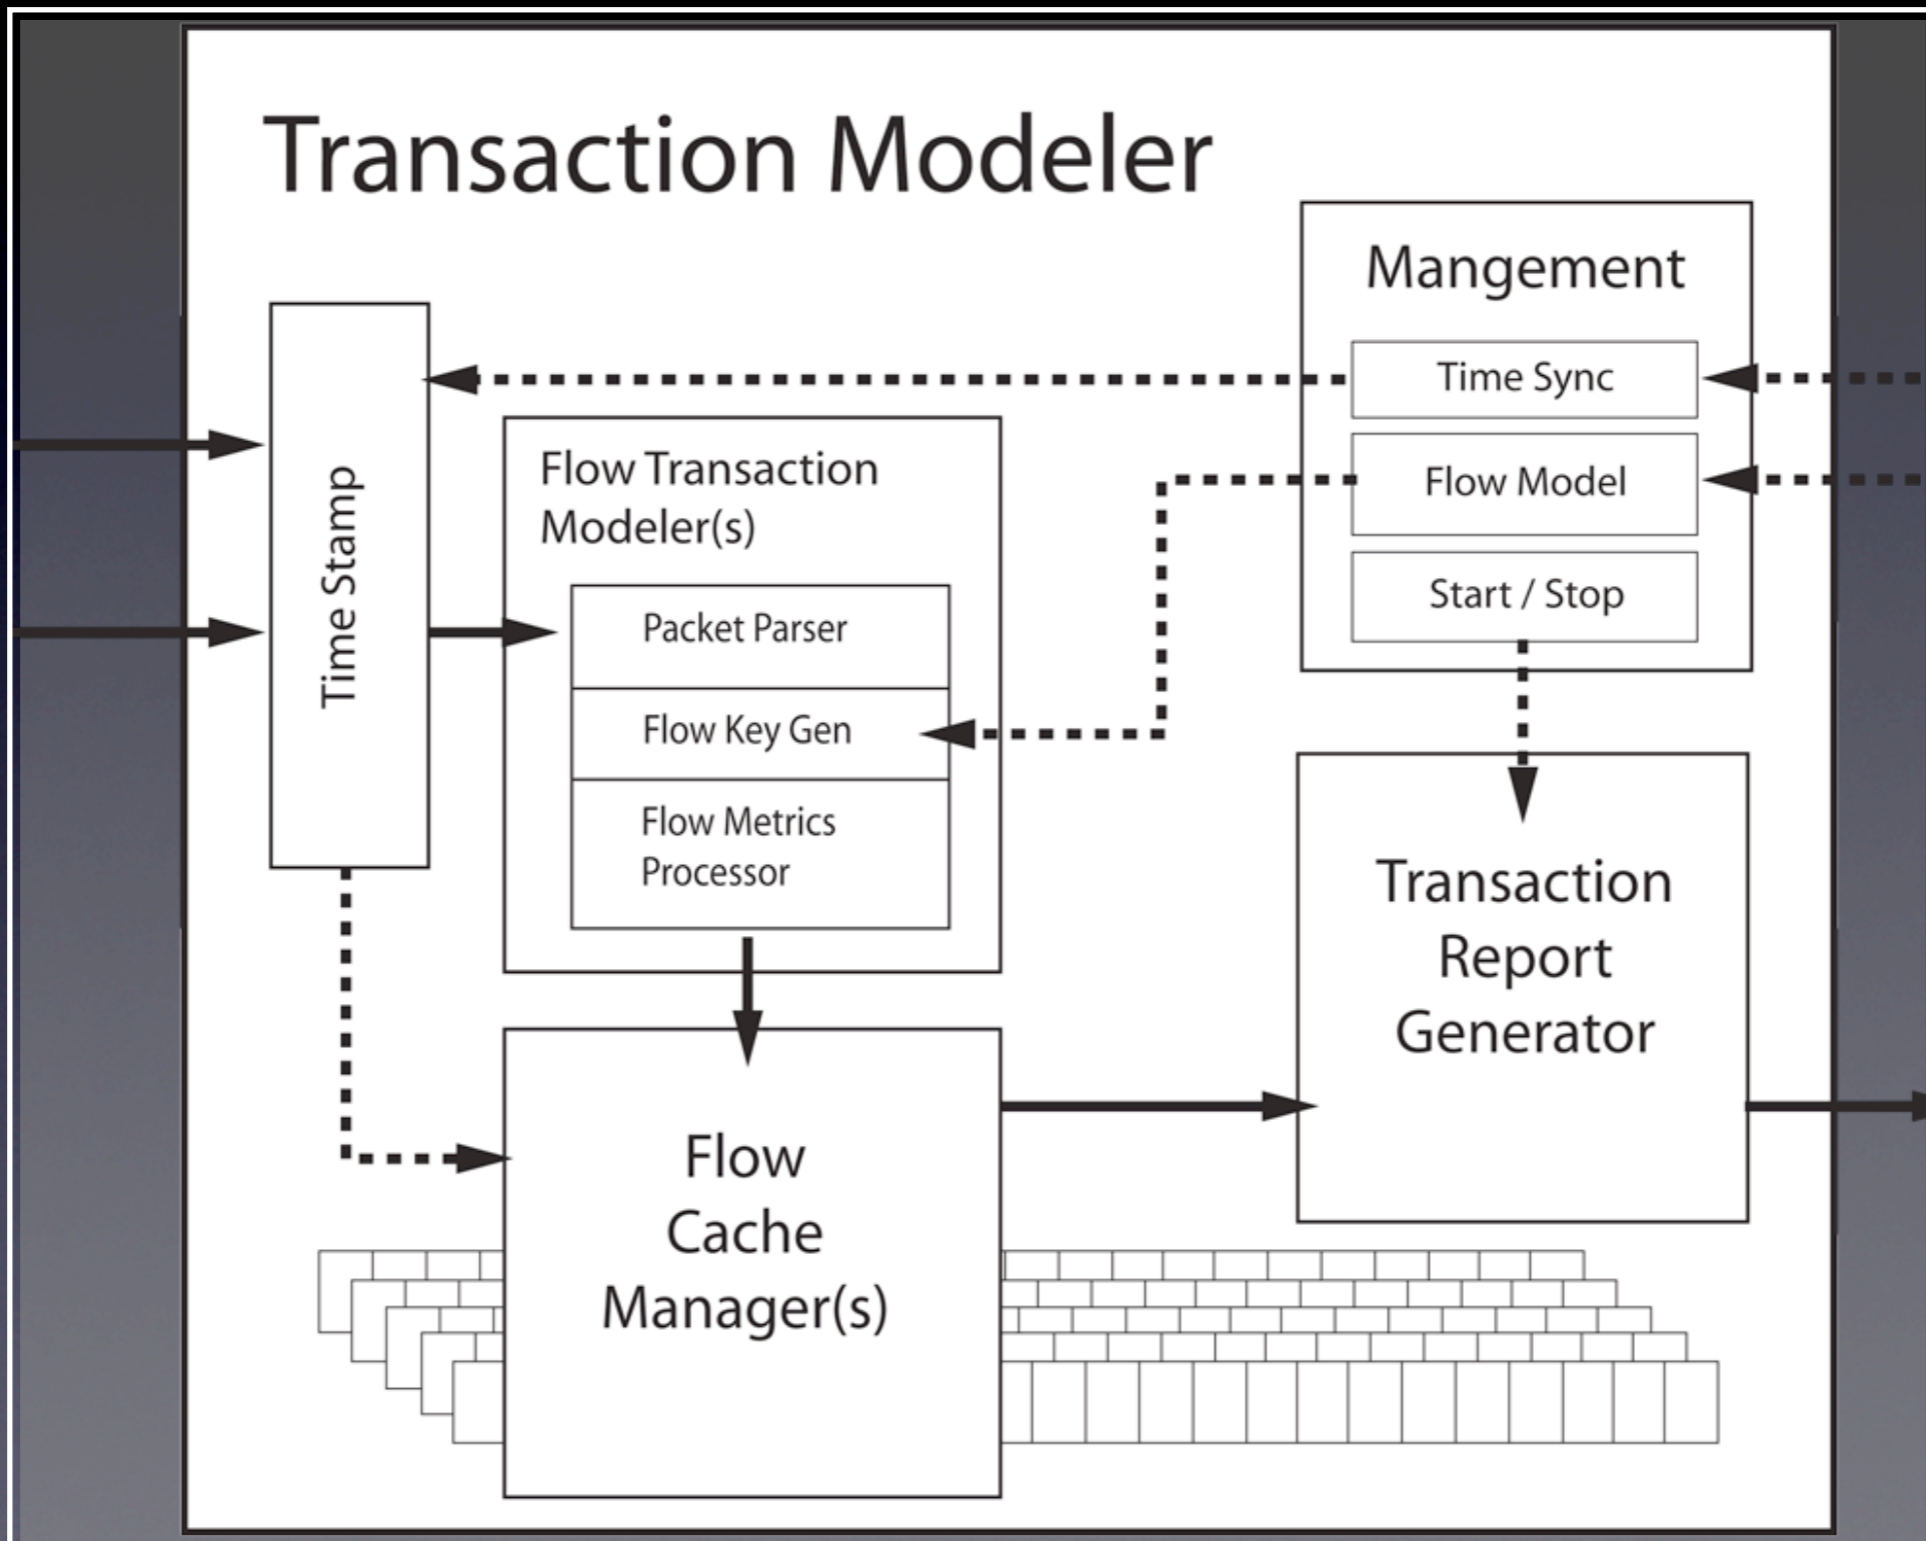 Transaction Modeler
Mangement
Time Sync
Flow Model
Start / Stop
Time Stamp
Flow Transaction
Modeler(s)
Packet Parser
Flow Key Gen
Flow Metrics
Processor
Transaction
Report
Generator
Flow
Cache
Manager(s)